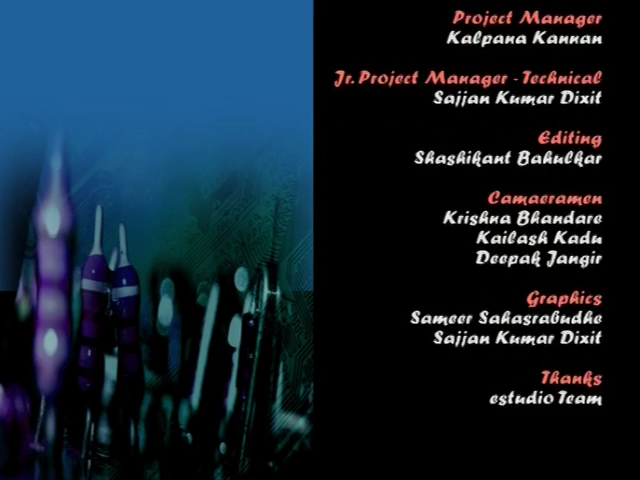 Project Manager
Kalpana Kannan
Jr. Project Manager - Technical
Sajjan Kumar Dixit
Editing
Shashikant Bahulkar
Camaeramen
Krishna Bhandare
Kailash Kadu
Deepak Jangir
Graphics
Sameer Sahasrabudhe
Sajjan Kumar Dixit
Thanks
estudio Team